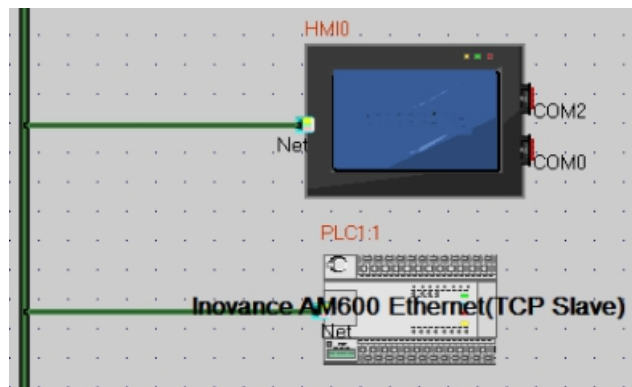 HMI0
COM2
Net
COM0
PLC1:1
Inovance AM600 Ethernet(TCP Slave)
Net